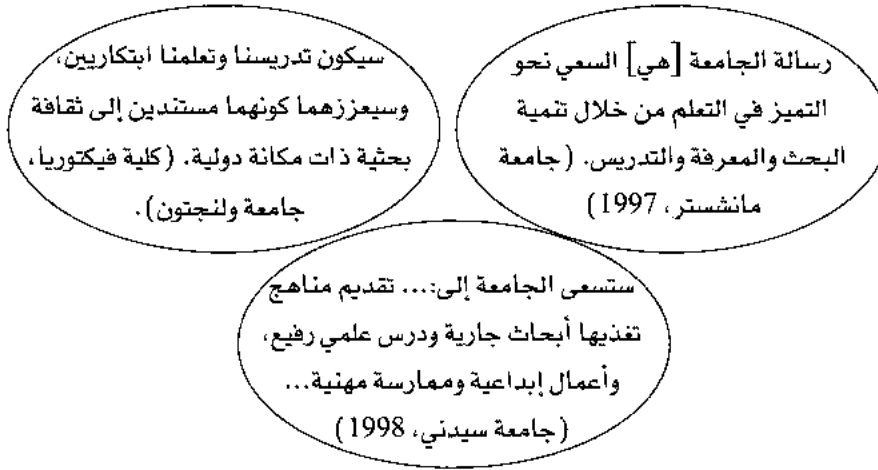 رسالة الجامعة [هي] السعي نحو
التميز في التعلم من خلال تنمية
البحث والمعرفة والتدريس. (جامعة
مانشستر، 1997)
سيكون تدريسنا وتعلمنا ابتكاريين،
وسيعززهما كونهما مستندين إلى ثقافة
بحثية ذات مكانة دولية. (كلية فيكتوريا،
جامعة ولنجتون).
ستسعى الجامعة إلى:... تقديم مناهج
تغذيها أبحاث جارية ودرس علمي رفيع،
وأعمال إبداعية وممارسة مهنية...
(جامعة سيدني، 1998)